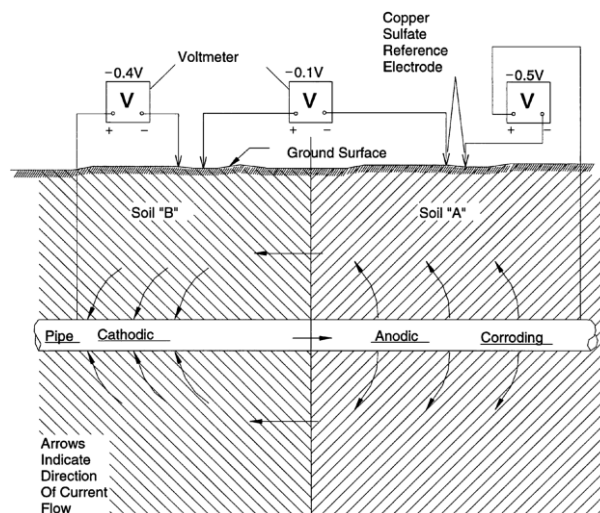 Copper
Sulfate
Reference
Electrode
Voltmeter
−0.4V
−0.1V
−0.5V
V
V
V
+ −
+ −
+ −
Ground Surface
Soil "B"
Soil "A"
Pipe
Cathodic
Anodic
Corroding
Arrows
Indicate
Direction
Of Current
Flow